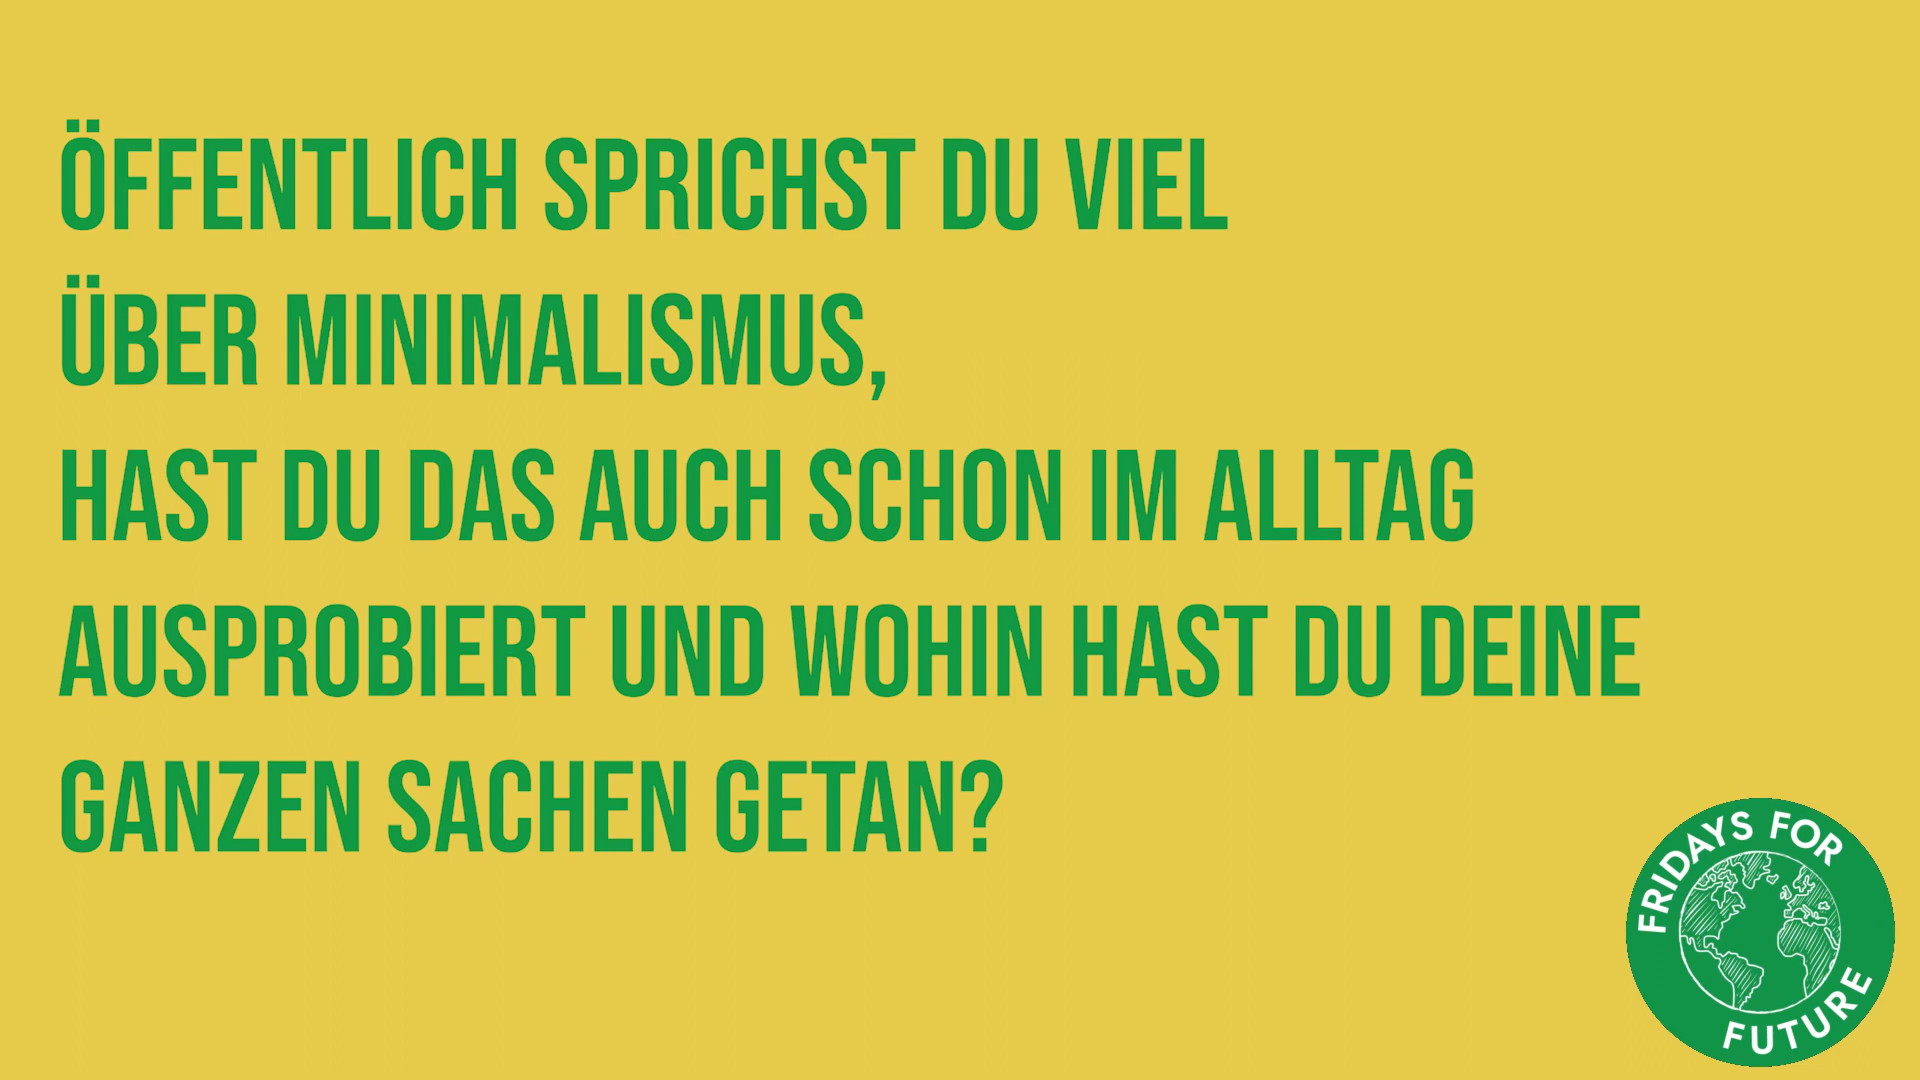 ÖFFENTLICH SPRICHST DU VIEL
ÜBER MINIMALISMUS,
HAST DU DAS AUCH SCHON IM ALLTAG
AUSPROBIERT UND WOHIN HAST DU DEINE
GANZEN SACHEN GETAN?
FRIDAYS FOR
FUTURE